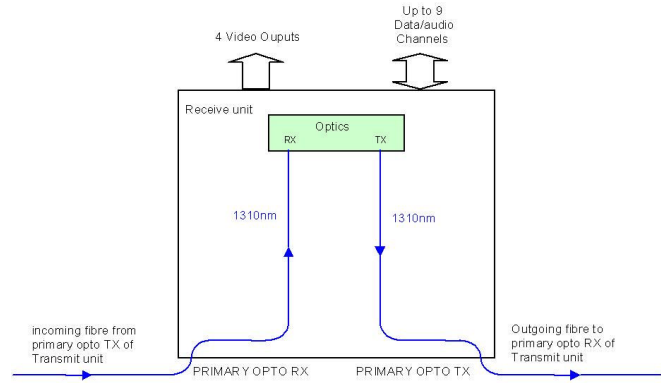 4 Video Ouputs
Up to 9
Data/audio
Channels
Receive unit
Optics
RX
TX
1310nm
1310nm
incoming fibre from
primary opto TX of
Transmit unit
Outgoing fibre to
primary opto RX of
Transmit unit
PRIMARY OPTO RX
PRIMARY OPTO TX